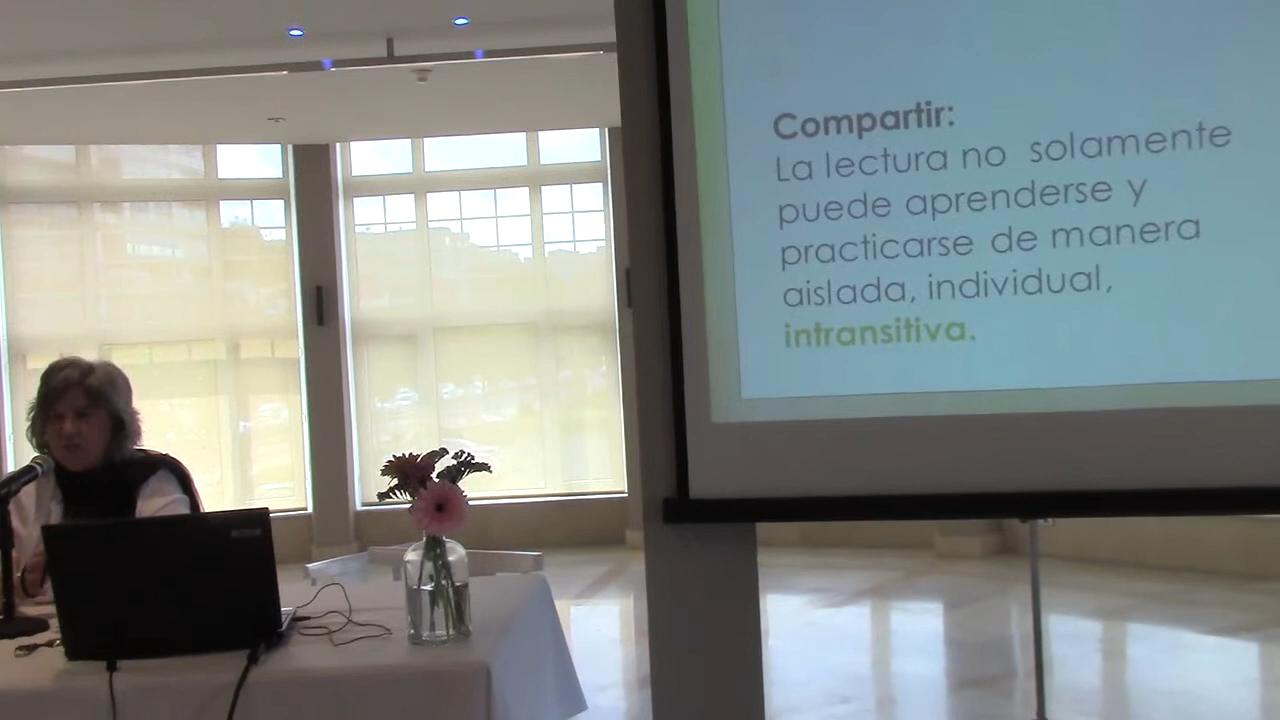 Compartir:
La lectura no solamente
puede aprenderse y
practicarse de manera
aislada, individual,
intransitiva.